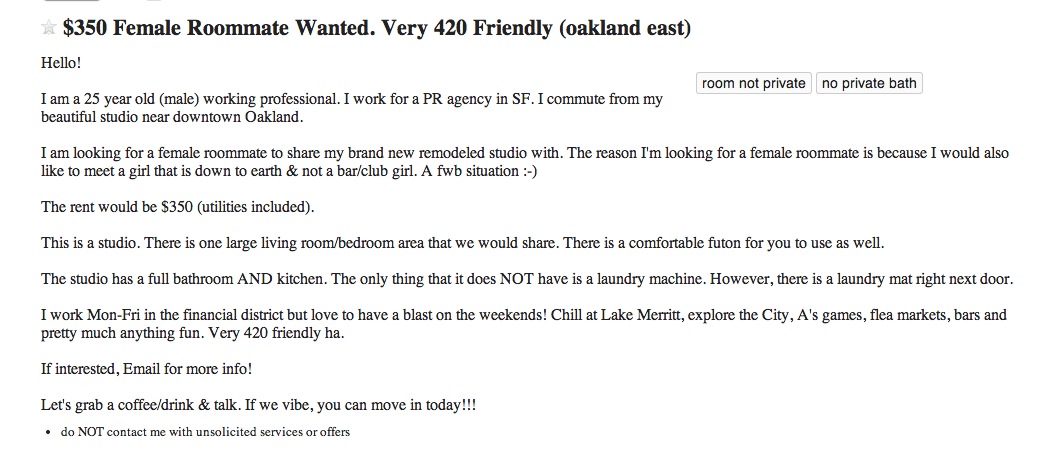 $350 Female Roommate Wanted. Very 420 Friendly (oakland east)
Hello!
room not private no private bath
I am a 25 year old (male) working professional. I work for a PR agency in SF. I commute from my
beautiful studio near downtown Oakland.
I am looking for a female roommate to share my brand new remodeled studio with. The reason I'm looking for a female roommate is because I would also
like to meet a girl that is down to earth & not a bar/club girl. A fwb situation :-)
The rent would be $350 (utilities included).
This is a studio. There is one large living room/bedroom area that we would share. There is a comfortable futon for you to use as well.
The studio has a full bathroom AND kitchen. The only thing that it does NOT have is a laundry machine. However, there is a laundry mat right next door.
I work Mon-Fri in the financial district but love to have a blast on the weekends! Chill at Lake Merritt, explore the City, A's games, flea markets, bars and
pretty much anything fun. Very 420 friendly ha.
If interested, Email for more info!
Let's grab a coffee/drink & talk. If we vibe, you can move in today!!!
• do NOT contact me with unsolicited services or offers